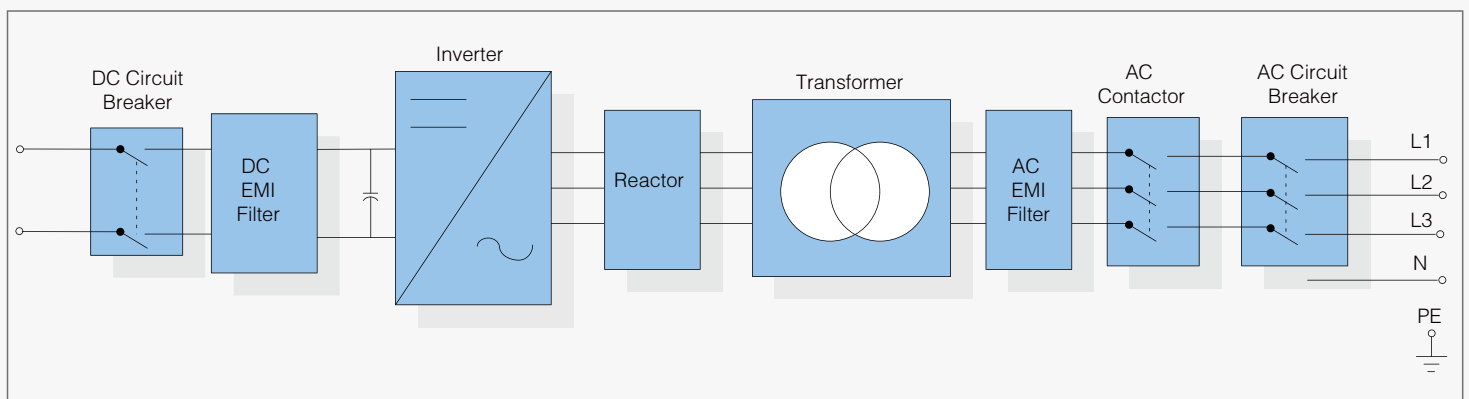 DC Circuit
Breaker
DC
EMI
Filter
Inverter
Reactor
Transformer
AC
EMI
Filter
AC
Contactor
AC Circuit
Breaker
L1
L2
L3
N
PE